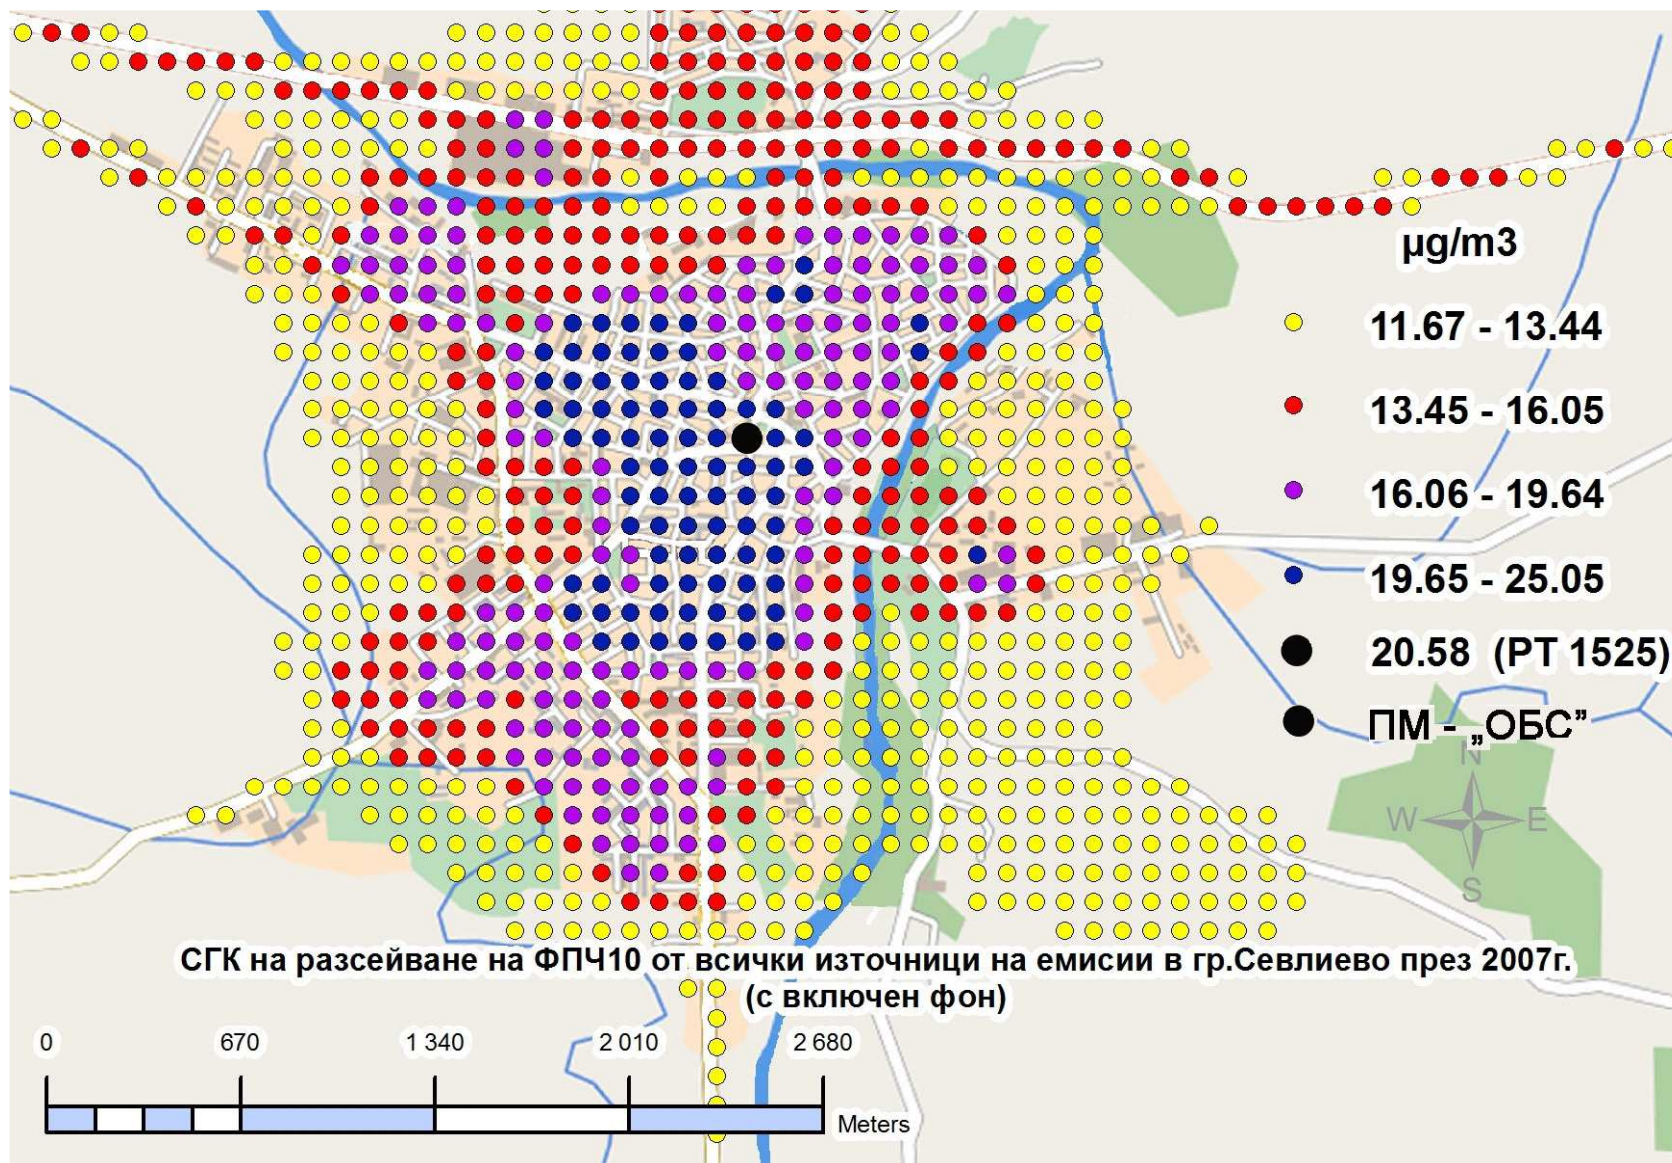 µg/m3
11.67 - 13.44
13.45 - 16.05
16.06 - 19.64
19.65 - 25.05
20.58 (РТ 1525)
ПМ - „ОБС”
N
W E
S
СГК на разсейване на ФПЧ10 от всички източници на емисии в гр.Севлиево през 2007г.
(с включен фон)
0 670 1 340 2 010 2 680
Meters